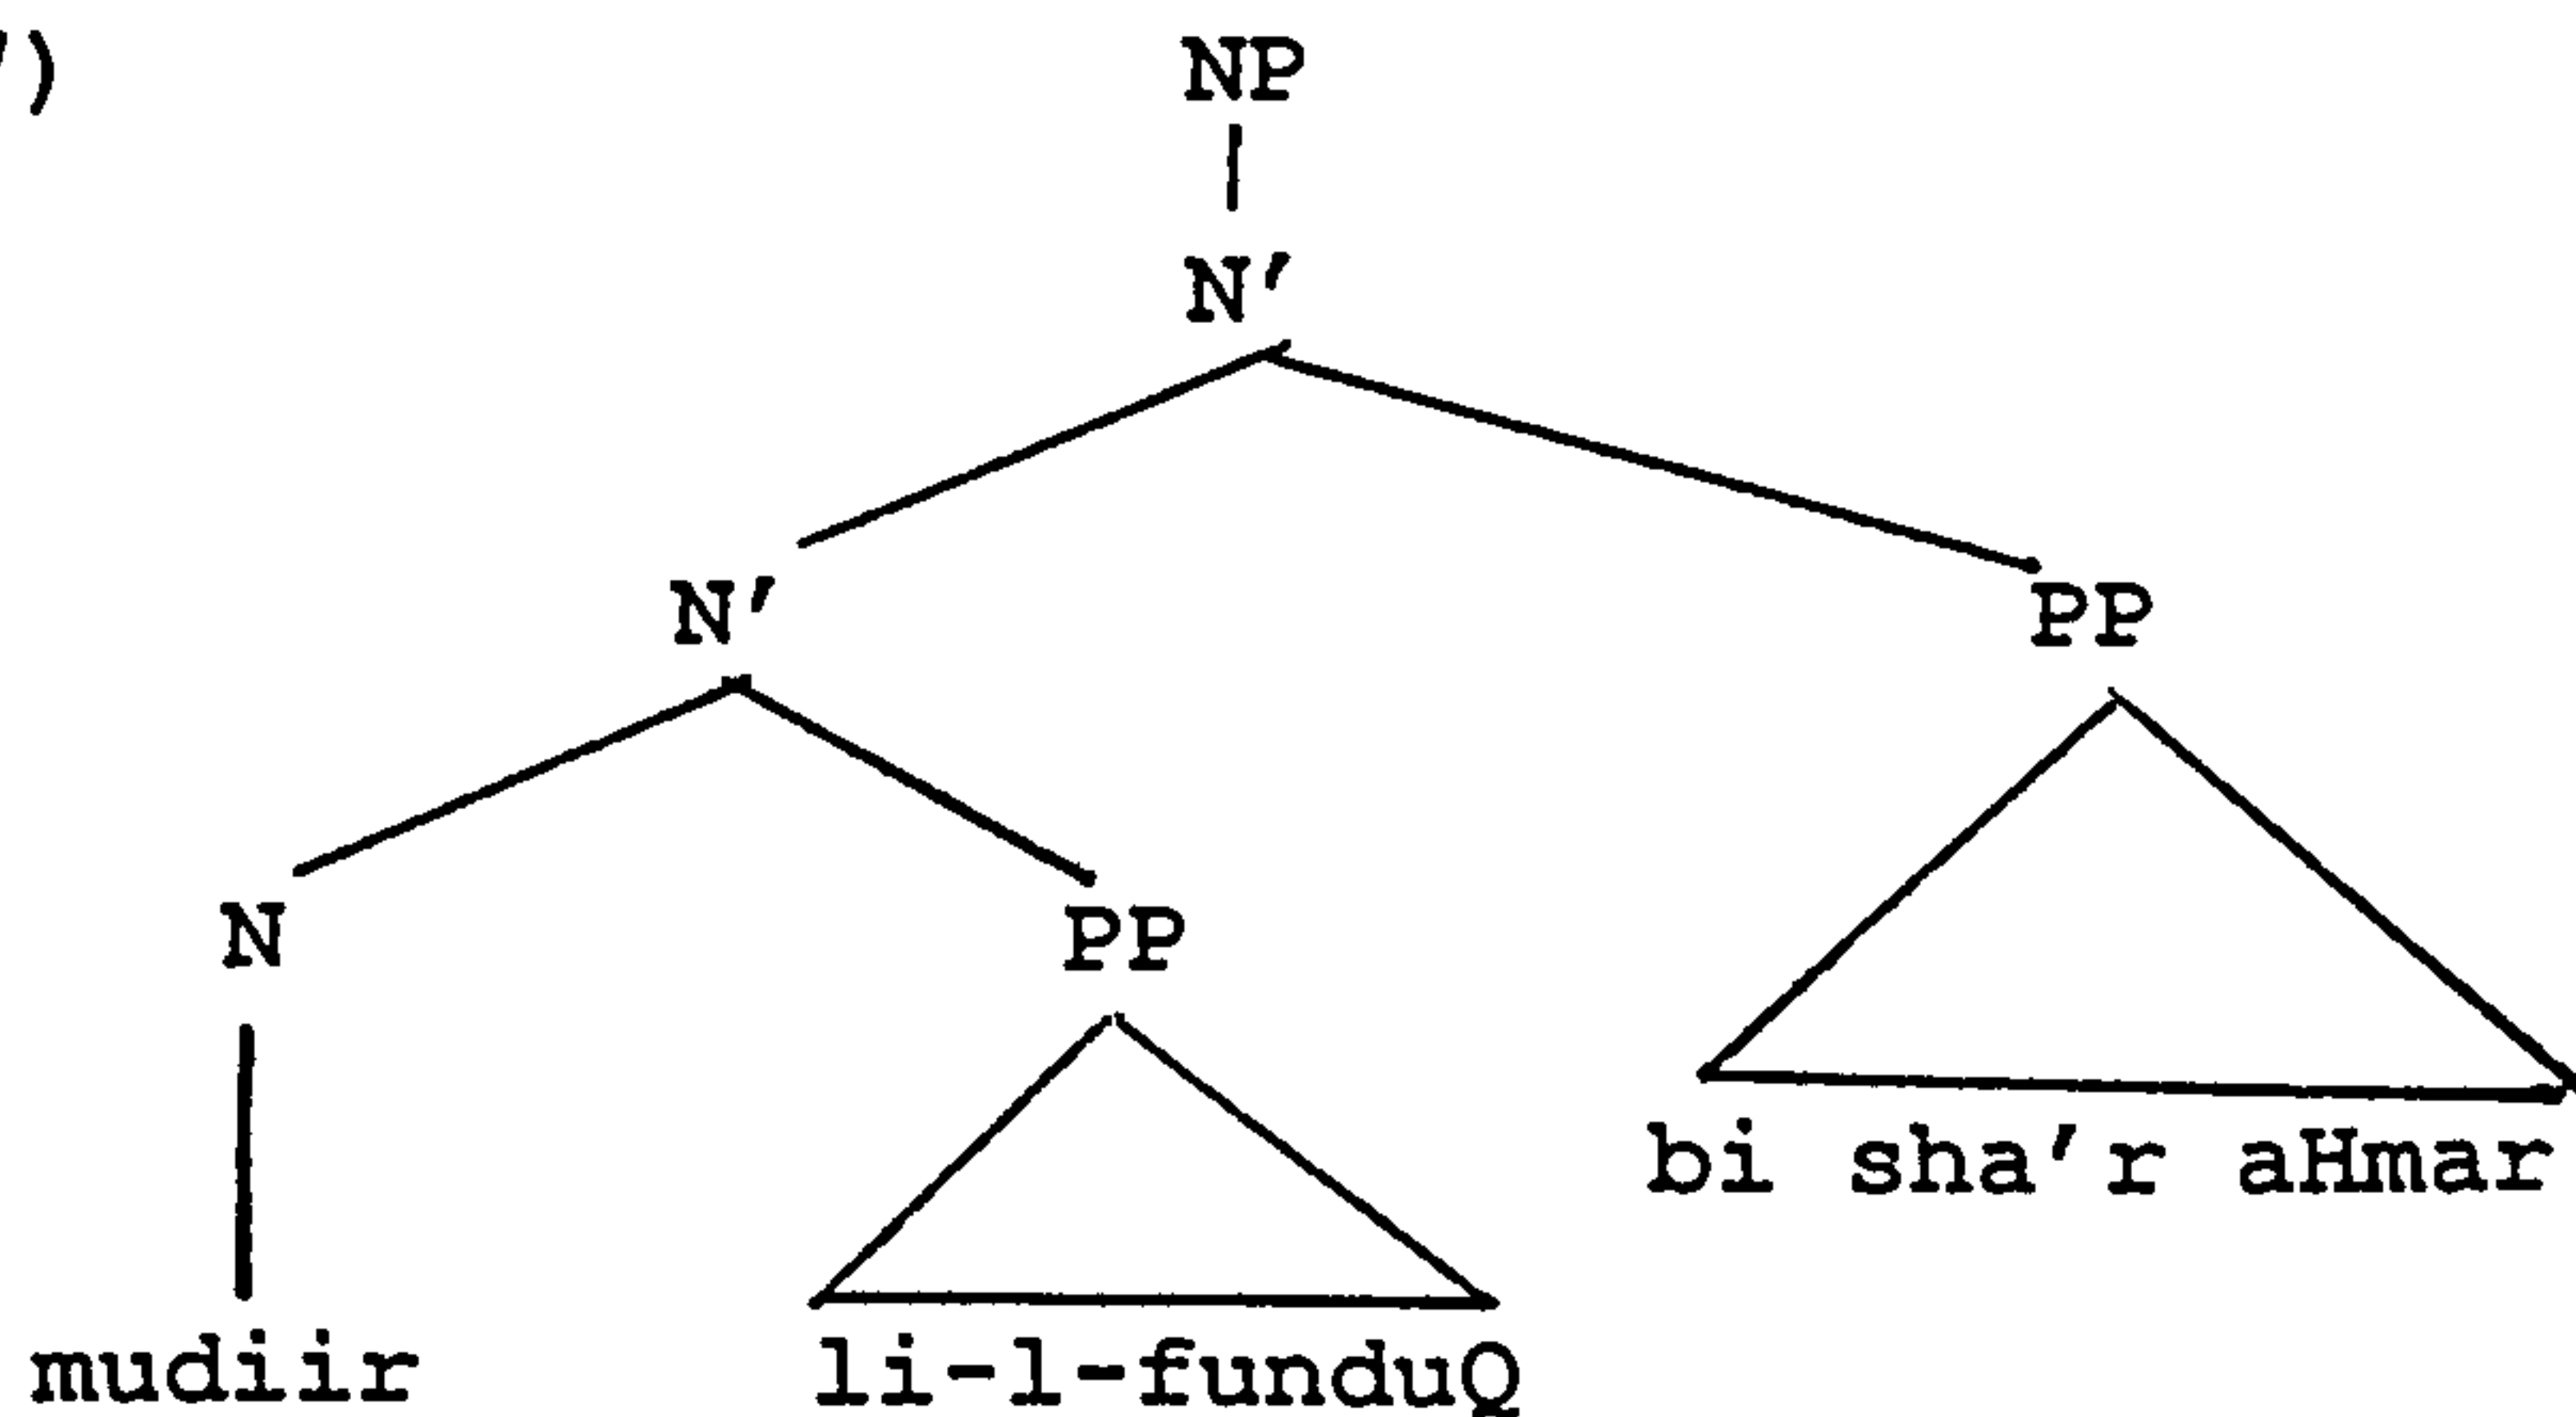 ')
NP
N'
N' PP
N PP
bi sha'r aHmar
mudiir li-l-funduQ